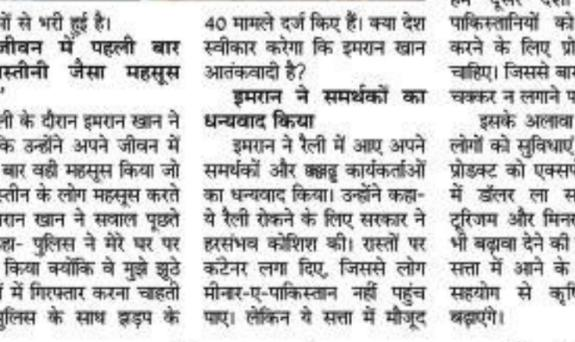 ओं से भरी हुई है।
जीवन में पहली बार
स्तीनी जैसा महसूस
ली के दौरान इमरान खान ने
कि उन्होंने अपने जीवन में
बार वही महसूस किया जो
स्तीन के लोग महसूस करते
रान खान ने सवाल पूछते
हा- पुलिस ने मेरे घर पर
किया क्योंकि वे मुझे झूठे
में गिरफ्तार करना चाहती
पुलिस के साथ झड़प के
40 मामले दर्ज किए हैं। क्या देश
स्वीकार करेगा कि इमरान खान
आतंकवादी है?
इमरान ने समर्थकों का
धन्यवाद किया
इमरान ने रैली में आए अपने
समर्थकों और कार्यकर्ताओं
का धन्यवाद किया। उन्होंने कहा-
ये रैली रोकने के लिए सरकार ने
हरसंभव कोशिश की। रास्तों पर
कंटेनर लगा दिए, जिससे लोग
मीनार-ए-पाकिस्तान नहीं पहुंच
पाए। लेकिन ये सत्ता में मौजूद
पाकिस्तानियों को
करने के लिए प्रो
चाहिए। जिससे बा
चक्कर न लगाने प
इसके अलावा
लोगों को सुविधाएं
प्रोडक्ट को एक्सप
में डॉलर ला स
टूरिजम और मिन
भी बढ़ावा देने की
सत्ता में आने के
सहयोग से कृषि
बढ़ाएंगे।